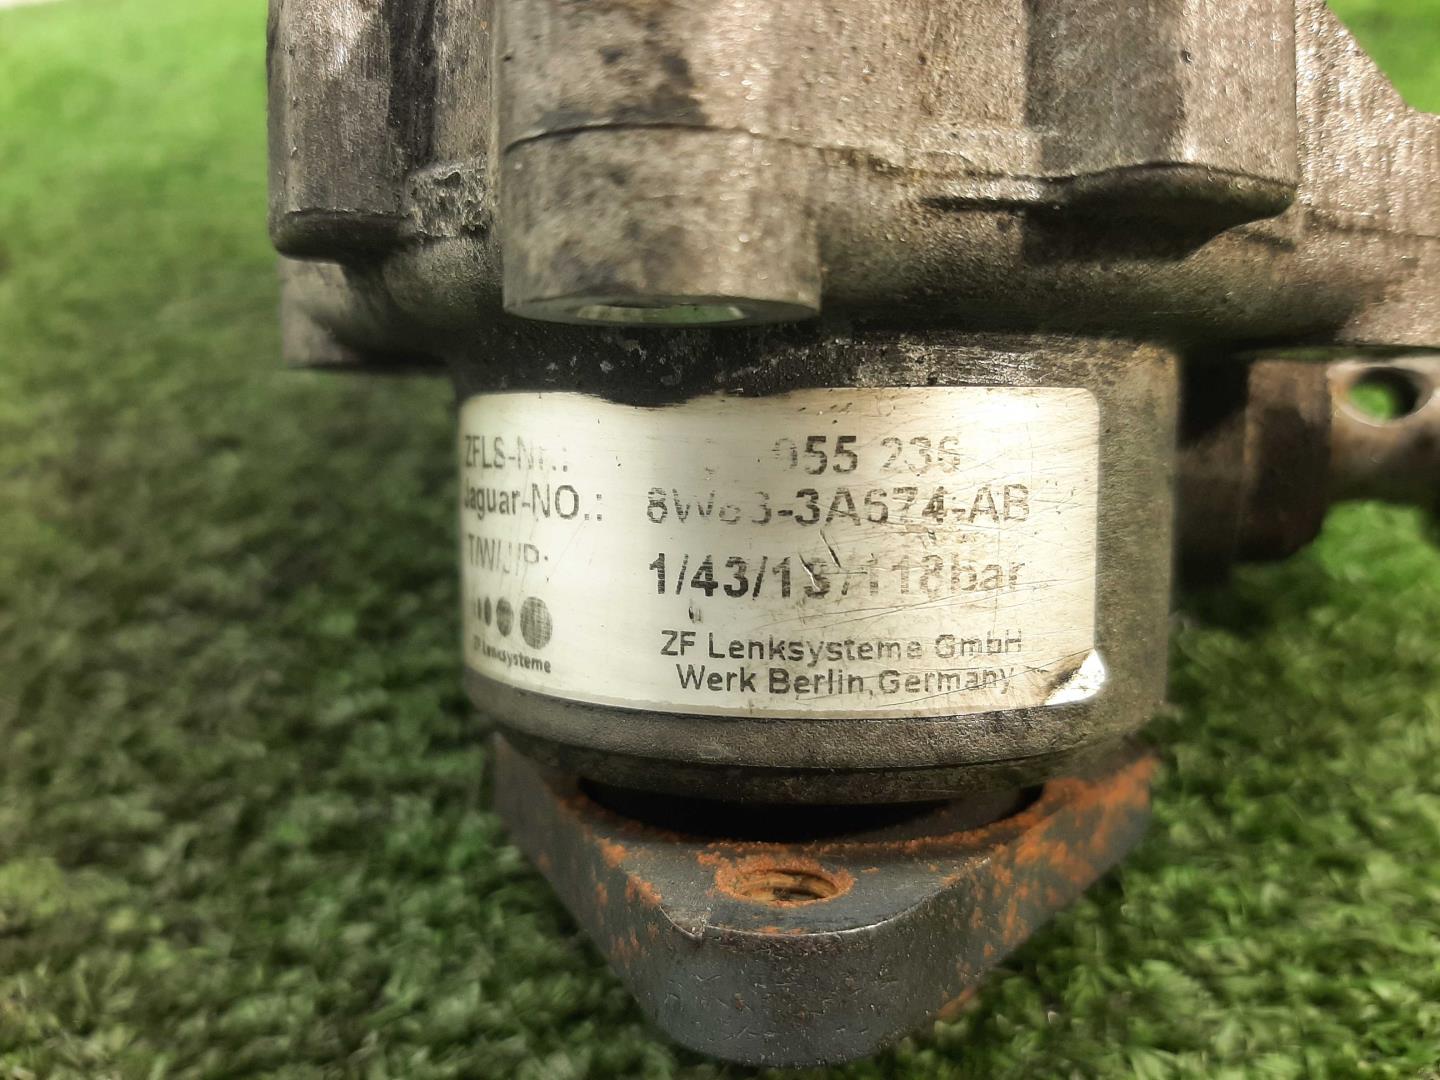 ZFLS-Nr.: 055 236
Jaguar-NO.: 8W83-3A674-AB
1/43/13/118bar
ZF Lenksysteme
ZF Lenksysteme GmbH
Werk Berlin, Germany